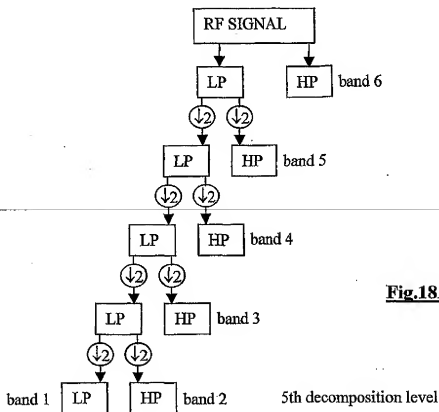 RF SIGNAL
LP HP band 6
↓2 ↓2
LP HP band 5
↓2 ↓2
LP HP band 4
↓2 ↓2
Fig.18.
LP HP band 3
↓2 ↓2
band 1 LP HP band 2 5th decomposition level